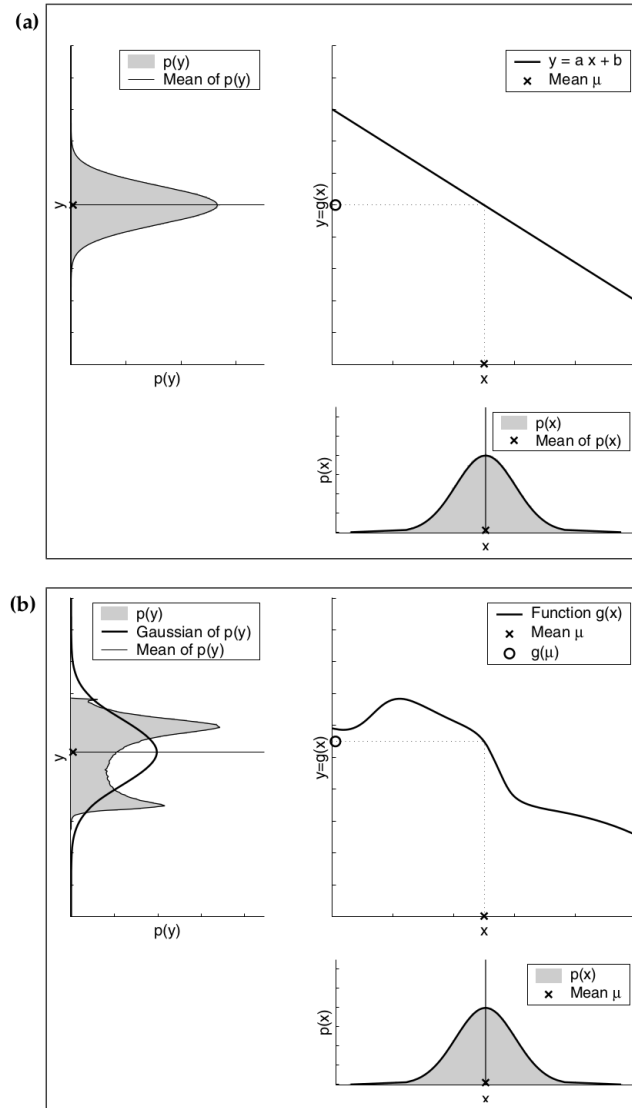 (a)
p(y)
Mean of p(y)
y
p(y)
y = a x + b
Mean μ
y=g(x)
x
p(x)
Mean of p(x)
p(x)
x
(b)
p(y)
Gaussian of p(y)
Mean of p(y)
y
p(y)
Function g(x)
Mean μ
g(μ)
y=g(x)
x
p(x)
Mean μ
p(x)
x